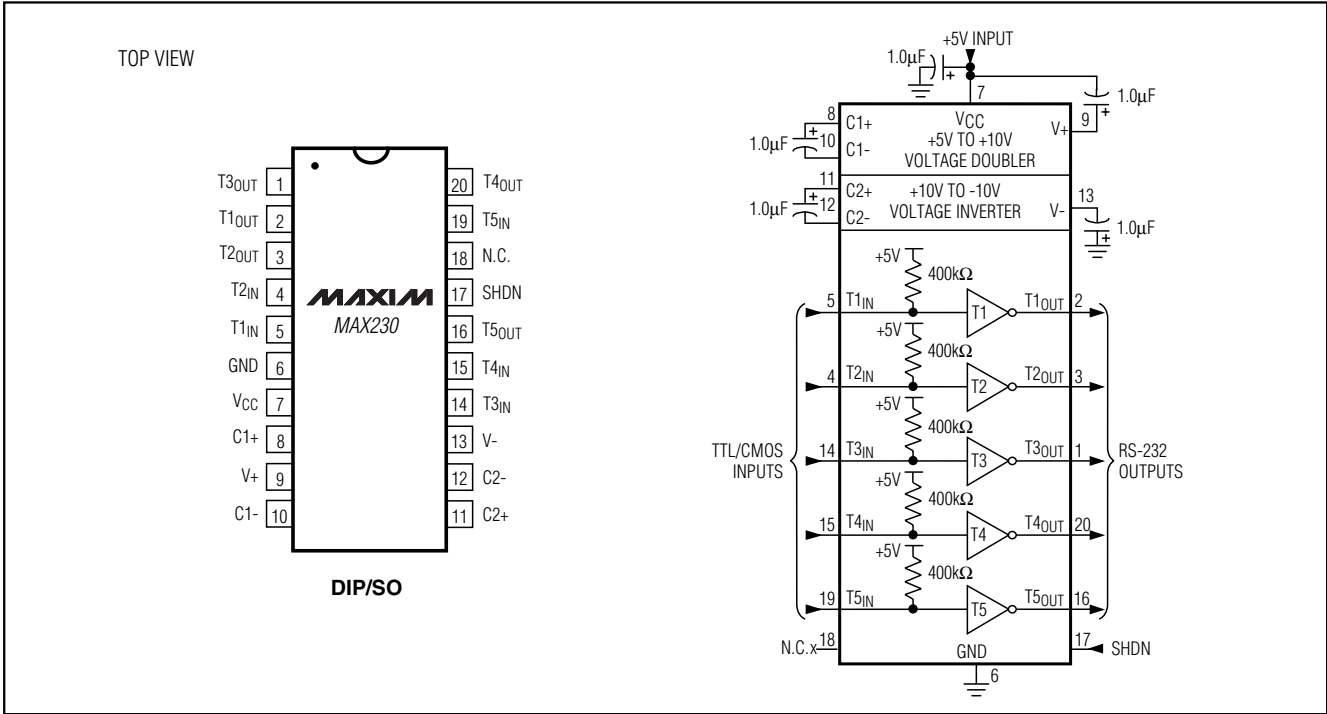 TOP VIEW
T3OUT 1
T1OUT 2
T2OUT 3
T2IN 4
T1IN 5
GND 6
VCC 7
C1+ 8
V+ 9
C1- 10
20 T4OUT
19 T5IN
18 N.C.
17 SHDN
16 T5OUT
15 T4IN
14 T3IN
13 V-
12 C2-
11 C2+
MAXIM
MAX230
DIP/SO
+5V INPUT
1.0µF +
7
1.0µF +
8 C1+
1.0µF +
10 C1-
VCC
+5V TO +10V
VOLTAGE DOUBLER
V+ 9
11 C2+
1.0µF +
12 C2-
+10V TO -10V
VOLTAGE INVERTER
V- 13
1.0µF +
TTL/CMOS
INPUTS
+5V
400kΩ
5 T1IN T1 T1OUT 2
+5V
400kΩ
4 T2IN T2 T2OUT 3
+5V
400kΩ
14 T3IN T3 T3OUT 1
+5V
400kΩ
15 T4IN T4 T4OUT 20
+5V
400kΩ
19 T5IN T5 T5OUT 16
RS-232
OUTPUTS
N.C.x 18
GND
6
17 SHDN